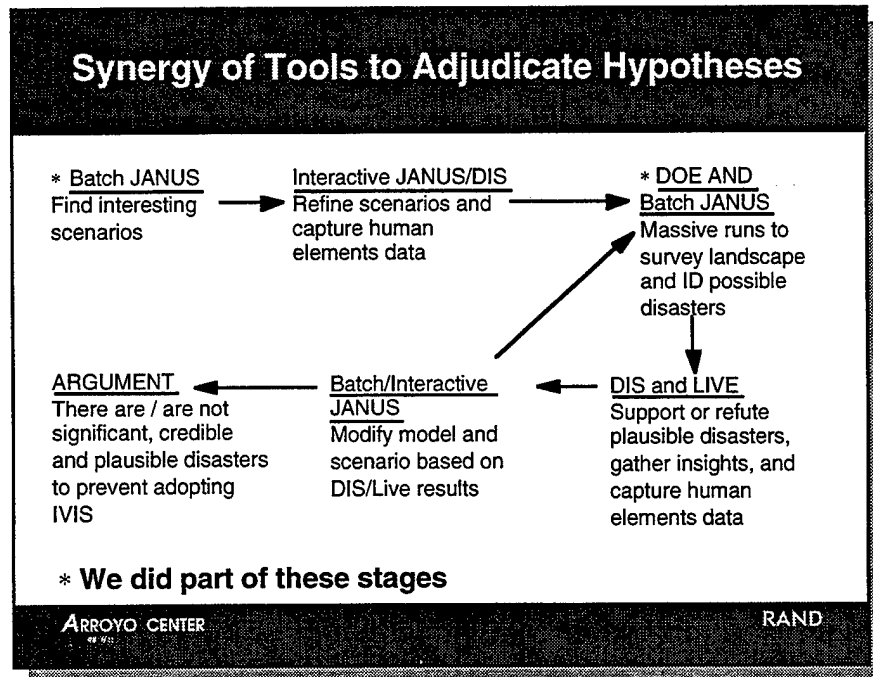 Synergy of Tools to Adjudicate Hypotheses
* Batch JANUS
Find interesting
scenarios
Interactive JANUS/DIS
Refine scenarios and
capture human
elements data
* DOE AND
Batch JANUS
Massive runs to
survey landscape
and ID possible
disasters
DIS and LIVE
Support or refute
plausible disasters,
gather insights, and
capture human
elements data
Batch/Interactive
JANUS
Modify model and
scenario based on
DIS/Live results
ARGUMENT
There are / are not
significant, credible
and plausible disasters
to prevent adopting
IVIS
* We did part of these stages
ARROYO CENTER
RAND